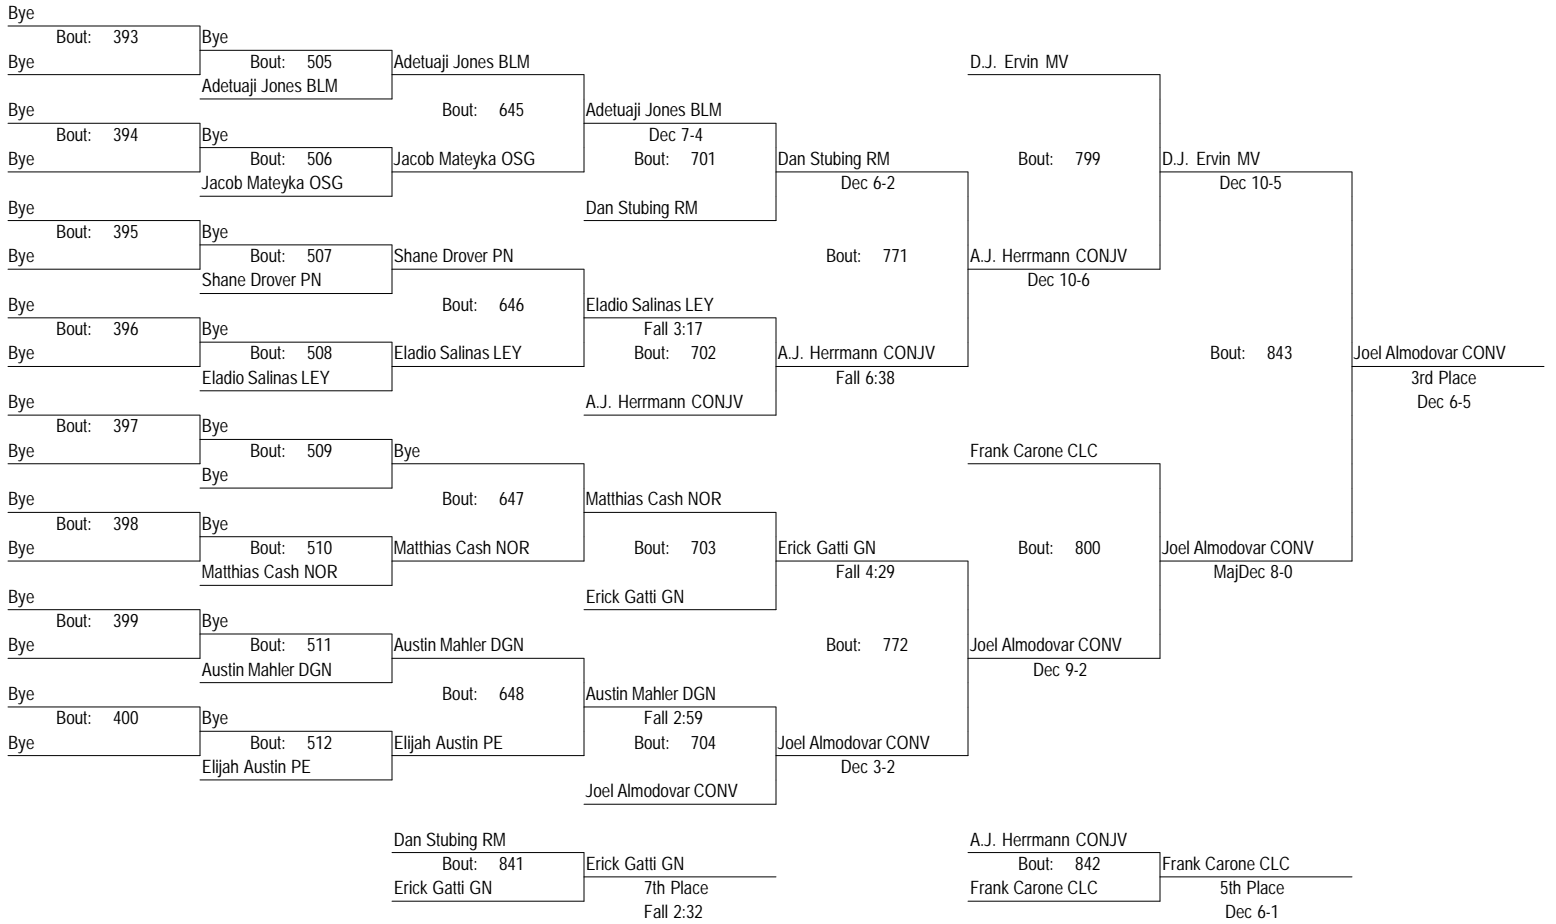 Bye
Bout: 393
Bye
Bye
Bout: 505
Adetuaji Jones BLM
Adetuaji Jones BLM
D.J. Ervin MV
Bye
Bout: 645
Adetuaji Jones BLM
Dec 7-4
Bout: 394
Bye
Bye
Bout: 506
Jacob Mateyka OSG
Jacob Mateyka OSG
Bout: 701
Dan Stubing RM
Dec 6-2
Bout: 799
D.J. Ervin MV
Dec 10-5
Bye
Dan Stubing RM
Bout: 395
Bye
Bye
Bout: 507
Shane Drover PN
Shane Drover PN
Bout: 771
A.J. Herrmann CONJV
Dec 10-6
Bye
Bout: 646
Eladio Salinas LEY
Fall 3:17
Bout: 396
Bye
Bye
Bout: 508
Eladio Salinas LEY
Eladio Salinas LEY
Bout: 702
A.J. Herrmann CONJV
Fall 6:38
Bout: 843
Joel Almodovar CONV
3rd Place
Dec 6-5
Bye
A.J. Herrmann CONJV
Bout: 397
Bye
Bye
Bout: 509
Bye
Bye
Frank Carone CLC
Bye
Bout: 647
Matthias Cash NOR
Bout: 398
Bye
Bye
Bout: 510
Matthias Cash NOR
Matthias Cash NOR
Bout: 703
Erick Gatti GN
Fall 4:29
Bout: 800
Joel Almodovar CONV
MajDec 8-0
Bye
Erick Gatti GN
Bout: 399
Bye
Bye
Bout: 511
Austin Mahler DGN
Austin Mahler DGN
Bout: 772
Joel Almodovar CONV
Dec 9-2
Bye
Bout: 648
Austin Mahler DGN
Fall 2:59
Bout: 400
Bye
Bye
Bout: 512
Elijah Austin PE
Elijah Austin PE
Bout: 704
Joel Almodovar CONV
Dec 3-2
Joel Almodovar CONV
Dan Stubing RM
Bout: 841
Erick Gatti GN
Erick Gatti GN
7th Place
Fall 2:32
A.J. Herrmann CONJV
Bout: 842
Frank Carone CLC
Frank Carone CLC
5th Place
Dec 6-1